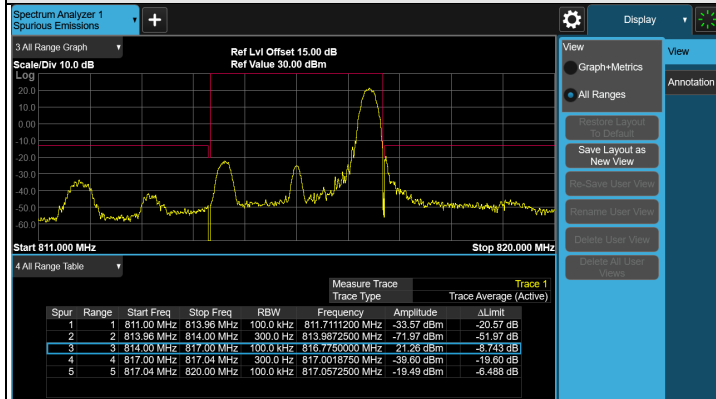 Spectrum Analyzer 1
Spurious Emissions
+
Display
3 All Range Graph
Ref Lvl Offset 15.00 dB
Scale/Div 10.0 dB
Ref Value 30.00 dBm
Log
20.0
10.0
0.00
-10.0
-20.0
-30.0
-40.0
-50.0
-60.0
Start 811.000 MHz
Stop 820.000 MHz
View
Graph+Metrics
All Ranges
Restore Layout
To Default
Save Layout as
New View
Re-Save User View
Rename User View
Delete User View
Delete All User
Views
View
Annotation
4 All Range Table
Measure Trace Trace 1
Trace Type Trace Average (Active)
Spur Range Start Freq Stop Freq RBW Frequency Amplitude ΔLimit
1 1 811.00 MHz 813.96 MHz 100.0 kHz 811.7111200 MHz -33.57 dBm -20.57 dB
2 2 813.96 MHz 814.00 MHz 300.0 Hz 813.9872500 MHz -71.97 dBm -51.97 dB
3 3 814.00 MHz 817.00 MHz 100.0 kHz 816.7750000 MHz 21.26 dBm -8.743 dB
4 4 817.00 MHz 817.04 MHz 300.0 Hz 817.0018750 MHz -39.60 dBm -19.60 dB
5 5 817.04 MHz 820.00 MHz 100.0 kHz 817.0572500 MHz -19.49 dBm -6.488 dB